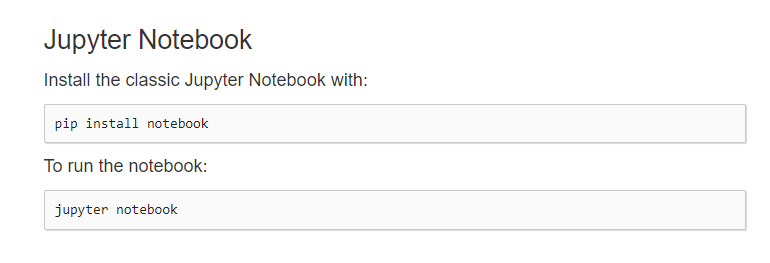 Jupyter Notebook
Install the classic Jupyter Notebook with:
pip install notebook
To run the notebook:
jupyter notebook